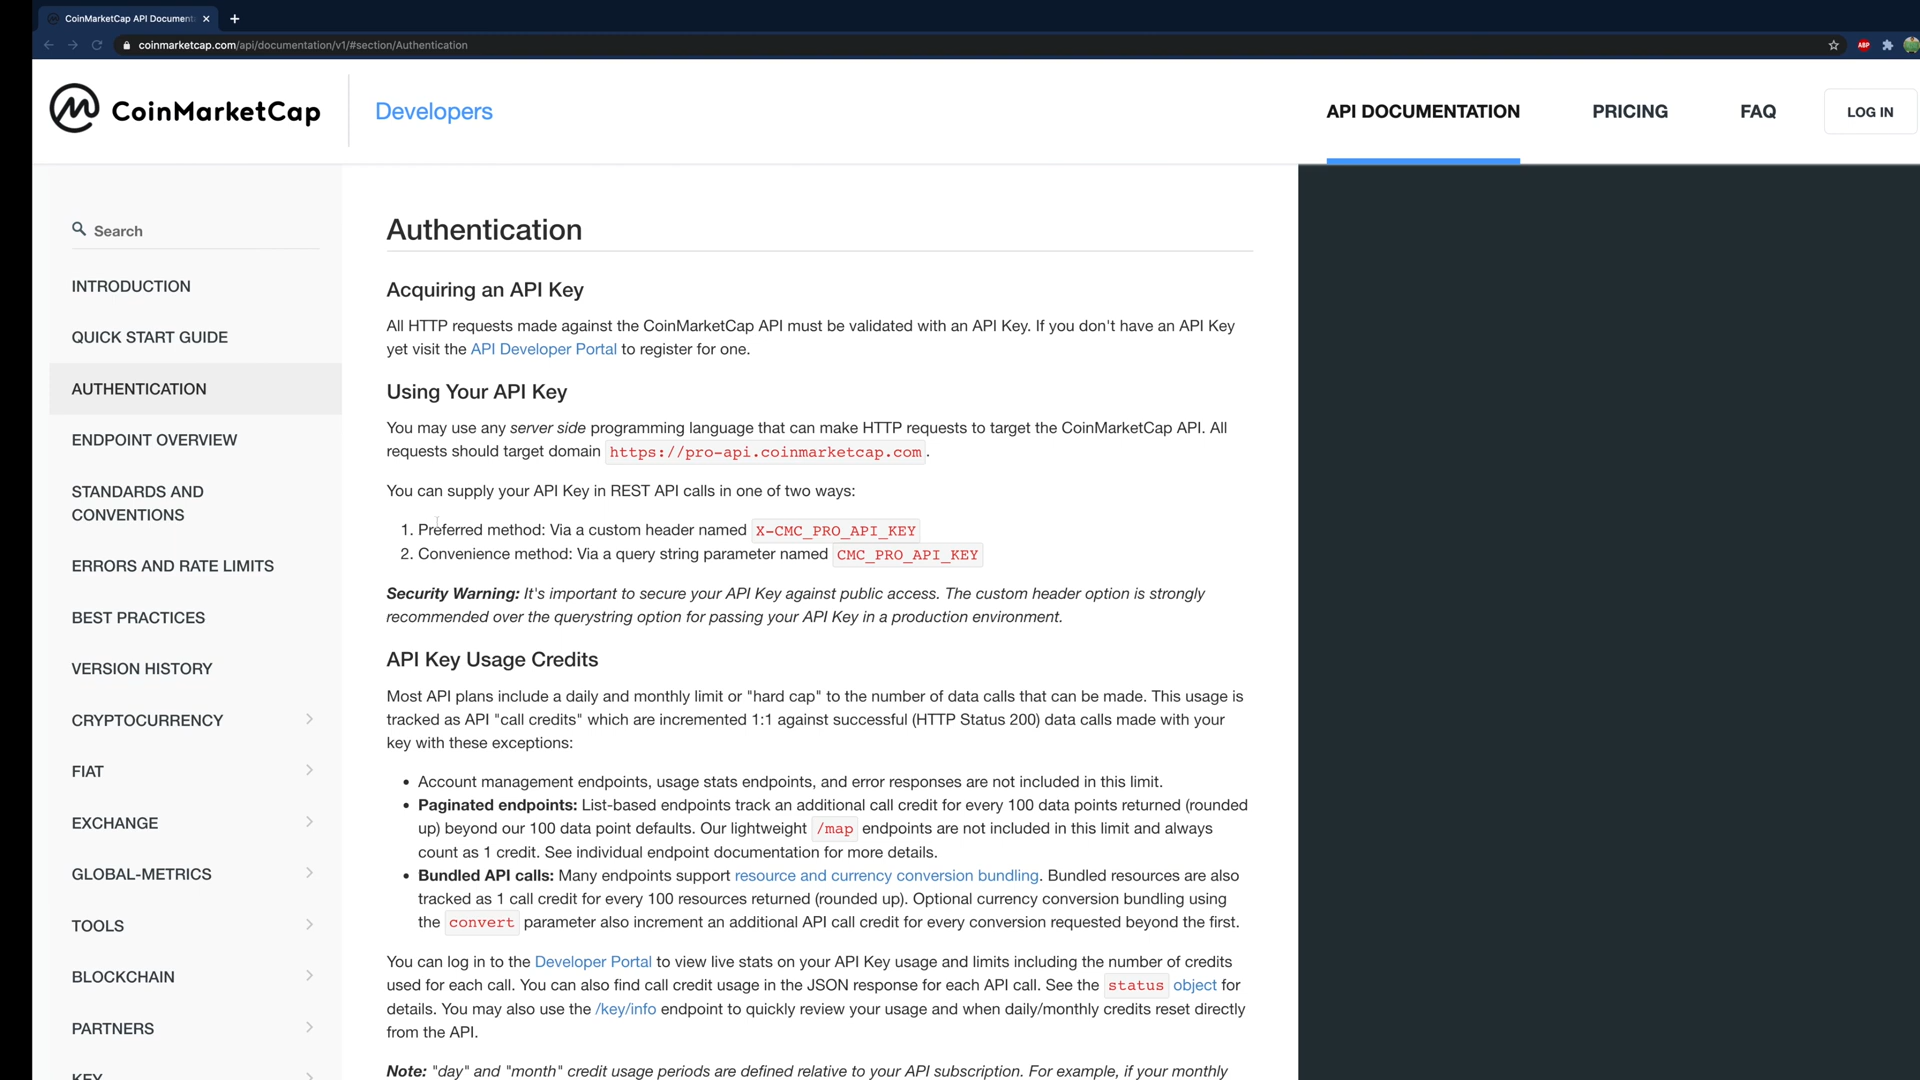 CoinMarketCap API Document
coinmarketcap.com/api/documentation/v1/#section/Authentication
ABP
CoinMarketCap
Developers
API DOCUMENTATION
PRICING
FAQ
LOG IN
Search
INTRODUCTION
QUICK START GUIDE
AUTHENTICATION
ENDPOINT OVERVIEW
STANDARDS AND
CONVENTIONS
ERRORS AND RATE LIMITS
BEST PRACTICES
VERSION HISTORY
CRYPTOCURRENCY
FIAT
EXCHANGE
GLOBAL-METRICS
TOOLS
BLOCKCHAIN
PARTNERS
KEY
Authentication
Acquiring an API Key
All HTTP requests made against the CoinMarketCap API must be validated with an API Key. If you don't have an API Key
yet visit the API Developer Portal to register for one.
Using Your API Key
You may use any server side programming language that can make HTTP requests to target the CoinMarketCap API. All
requests should target domain https://pro-api.coinmarketcap.com.
You can supply your API Key in REST API calls in one of two ways:
1. Preferred method: Via a custom header named X-CMC_PRO_API_KEY
2. Convenience method: Via a query string parameter named CMC_PRO_API_KEY
Security Warning: It's important to secure your API Key against public access. The custom header option is strongly
recommended over the querystring option for passing your API Key in a production environment.
API Key Usage Credits
Most API plans include a daily and monthly limit or "hard cap" to the number of data calls that can be made. This usage is
tracked as API "call credits" which are incremented 1:1 against successful (HTTP Status 200) data calls made with your
key with these exceptions:
• Account management endpoints, usage stats endpoints, and error responses are not included in this limit.
• Paginated endpoints: List-based endpoints track an additional call credit for every 100 data points returned (rounded
up) beyond our 100 data point defaults. Our lightweight /map endpoints are not included in this limit and always
count as 1 credit. See individual endpoint documentation for more details.
• Bundled API calls: Many endpoints support resource and currency conversion bundling. Bundled resources are also
tracked as 1 call credit for every 100 resources returned (rounded up). Optional currency conversion bundling using
the convert parameter also increment an additional API call credit for every conversion requested beyond the first.
You can log in to the Developer Portal to view live stats on your API Key usage and limits including the number of credits
used for each call. You can also find call credit usage in the JSON response for each API call. See the status object for
details. You may also use the /key/info endpoint to quickly review your usage and when daily/monthly credits reset directly
from the API.
Note: "day" and "month" credit usage periods are defined relative to your API subscription. For example, if your monthly